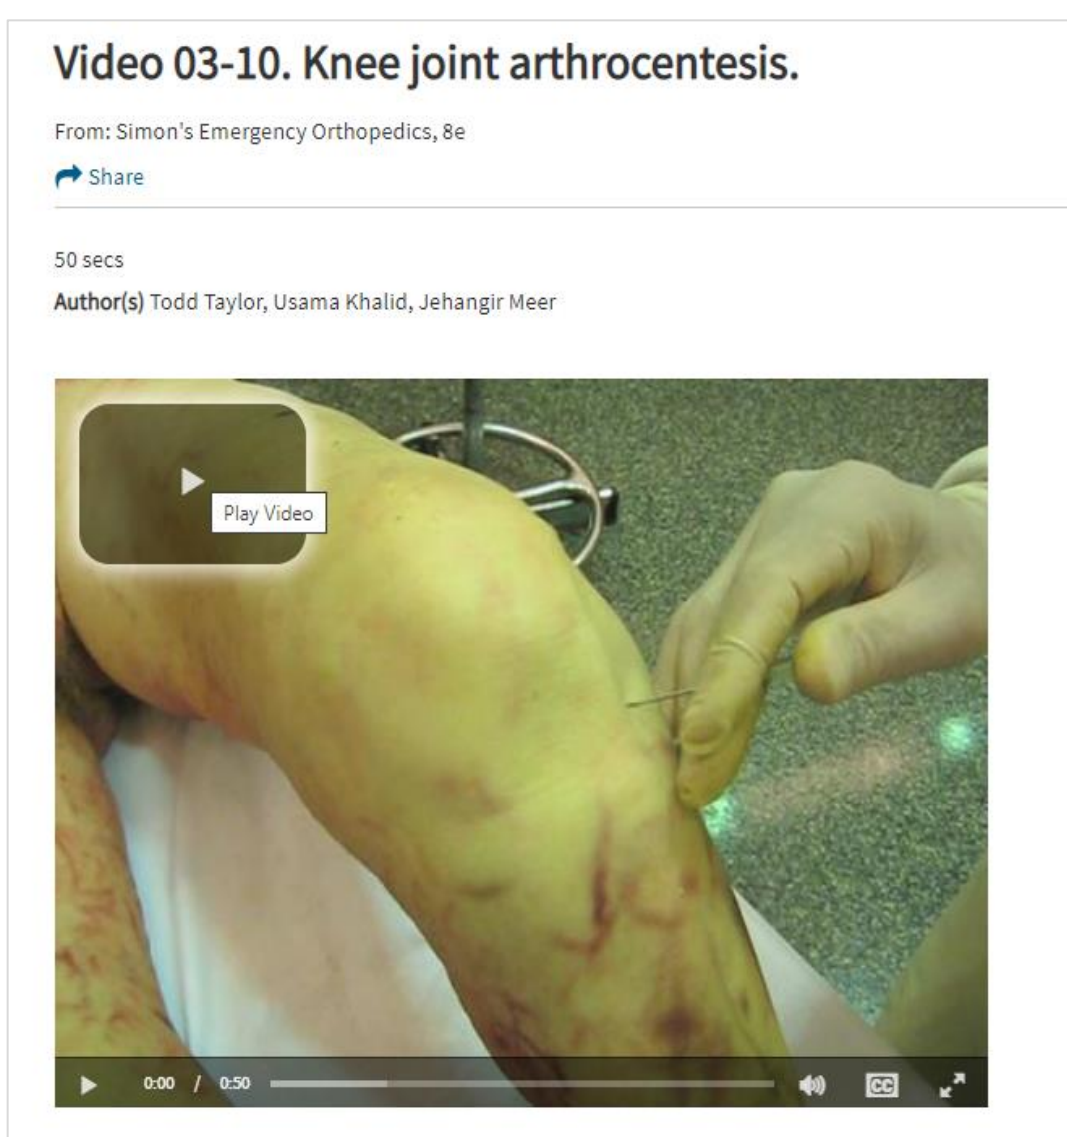 Video 03-10. Knee joint arthrocentesis.
From: Simon's Emergency Orthopedics, 8e
Share
50 secs
Author(s) Todd Taylor, Usama Khalid, Jehangir Meer
Play Video
0:00 / 0:50
CC